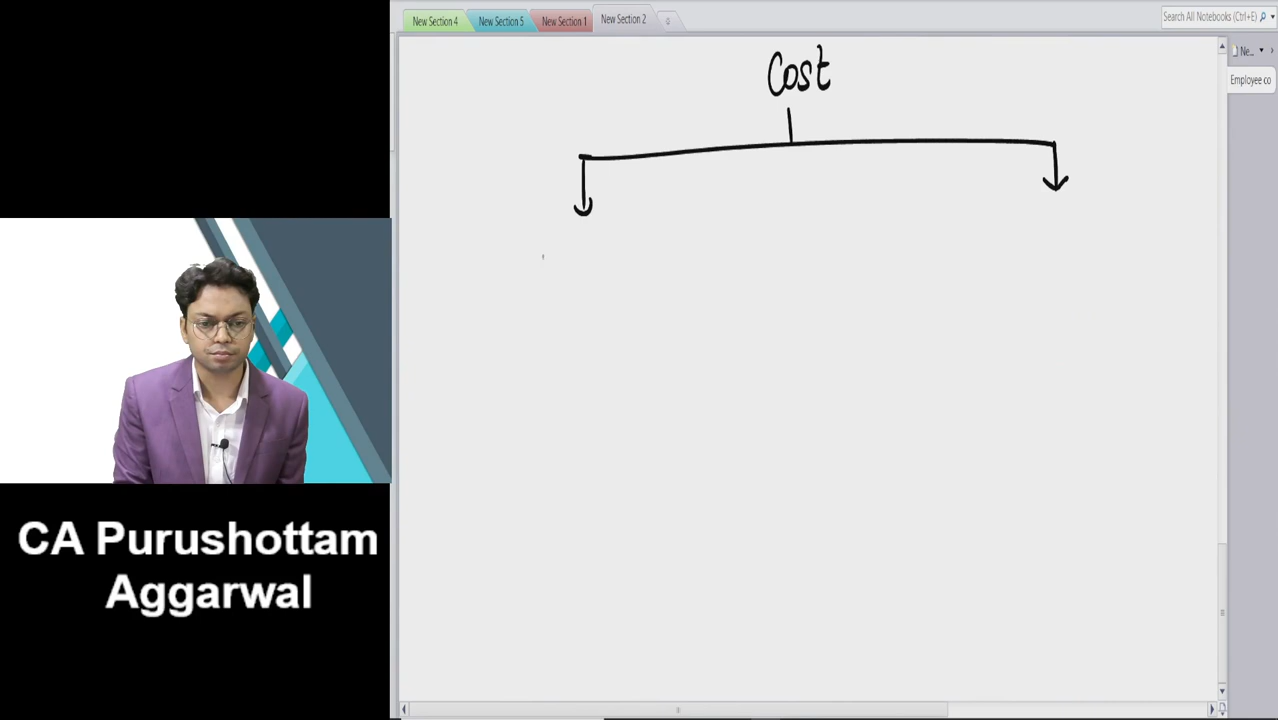 New Section 4
New Section 5
New Section 1
New Section 2
Search All Notebooks (Ctrl+E)
Ne...
Employee co
Cost
CA Purushottam
Aggarwal